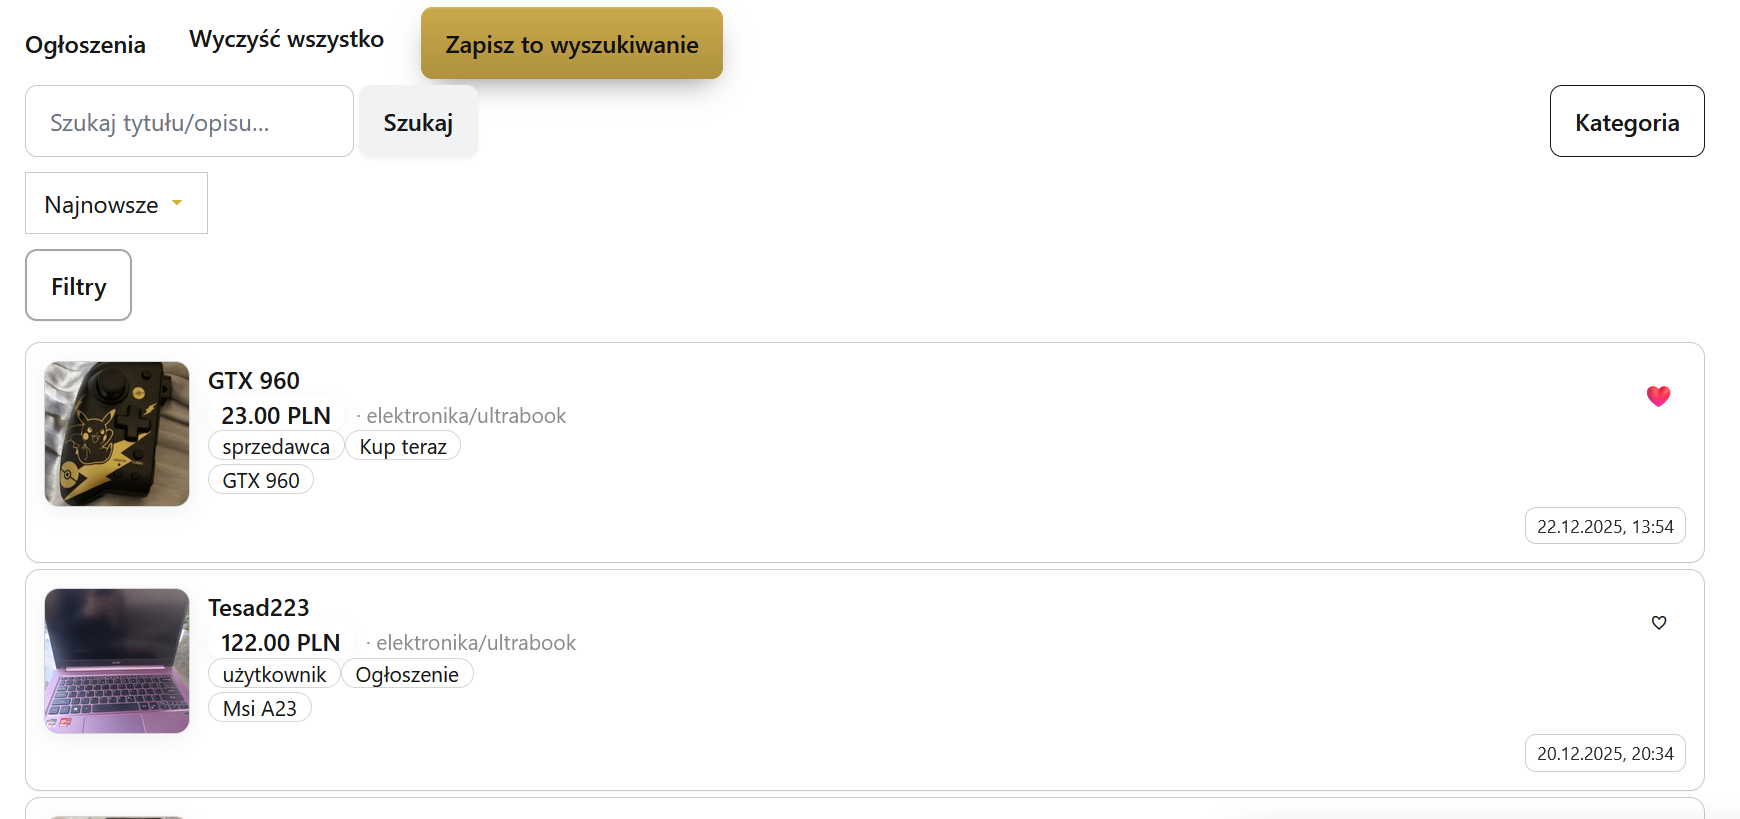 Ogłoszenia
Wyczyść wszystko
Zapisz to wyszukiwanie
Szukaj tytułu/opisu...
Szukaj
Kategoria
Najnowsze
Filtry
GTX 960
23.00 PLN · elektronika/ultrabook
sprzedawca Kup teraz
GTX 960
22.12.2025, 13:54
Tesad223
122.00 PLN · elektronika/ultrabook
użytkownik Ogłoszenie
Msi A23
20.12.2025, 20:34